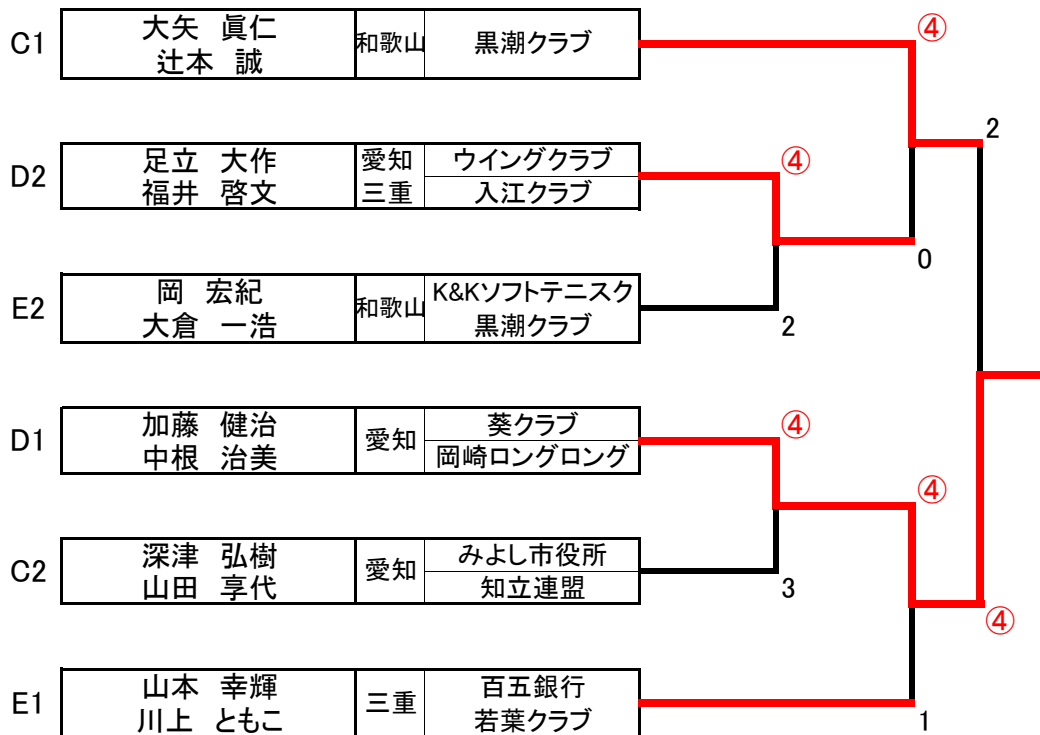 C1 大矢 眞仁 和歌山 黒潮クラブ ④
辻本 誠
2
D2 足立 大作 愛知 ウイングクラブ ④
福井 啓文 三重 入江クラブ
0
E2 岡 宏紀 和歌山 K&Kソフトテニスク
大倉 一浩 黒潮クラブ 2
D1 加藤 健治 愛知 葵クラブ ④
中根 治美 岡崎ロングロング
④
C2 深津 弘樹 愛知 みよし市役所
山田 享代 知立連盟 3
④
E1 山本 幸輝 三重 百五銀行
川上 ともこ 若葉クラブ 1